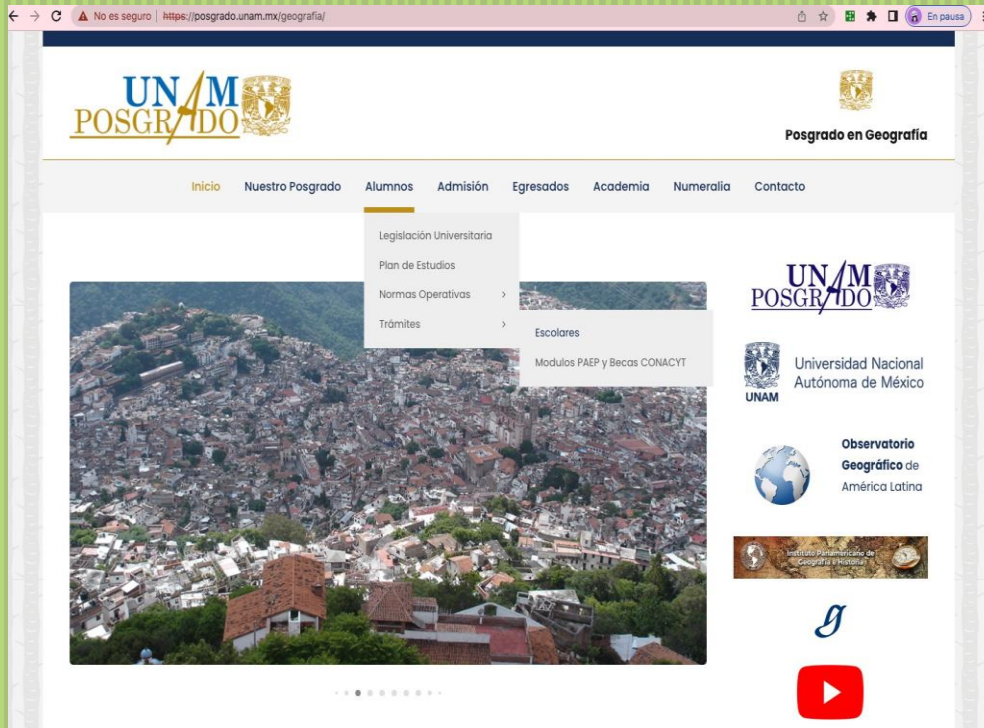 No es seguro | https://posgrado.unam.mx/geografia/
En pausa
UNAM
POSGRADO
Posgrado en Geografía
Inicio Nuestro Posgrado Alumnos Admisión Egresados Academia Numeralia Contacto
Legislación Universitaria
Plan de Estudios
Normas Operativas
Trámites
Escolares
Modulos PAEP y Becas CONACYT
UNAM
POSGRADO
Universidad Nacional
Autónoma de México
UNAM
Observatorio
Geográfico de
América Latina
Instituto Panamericano de
Geografía e Historia